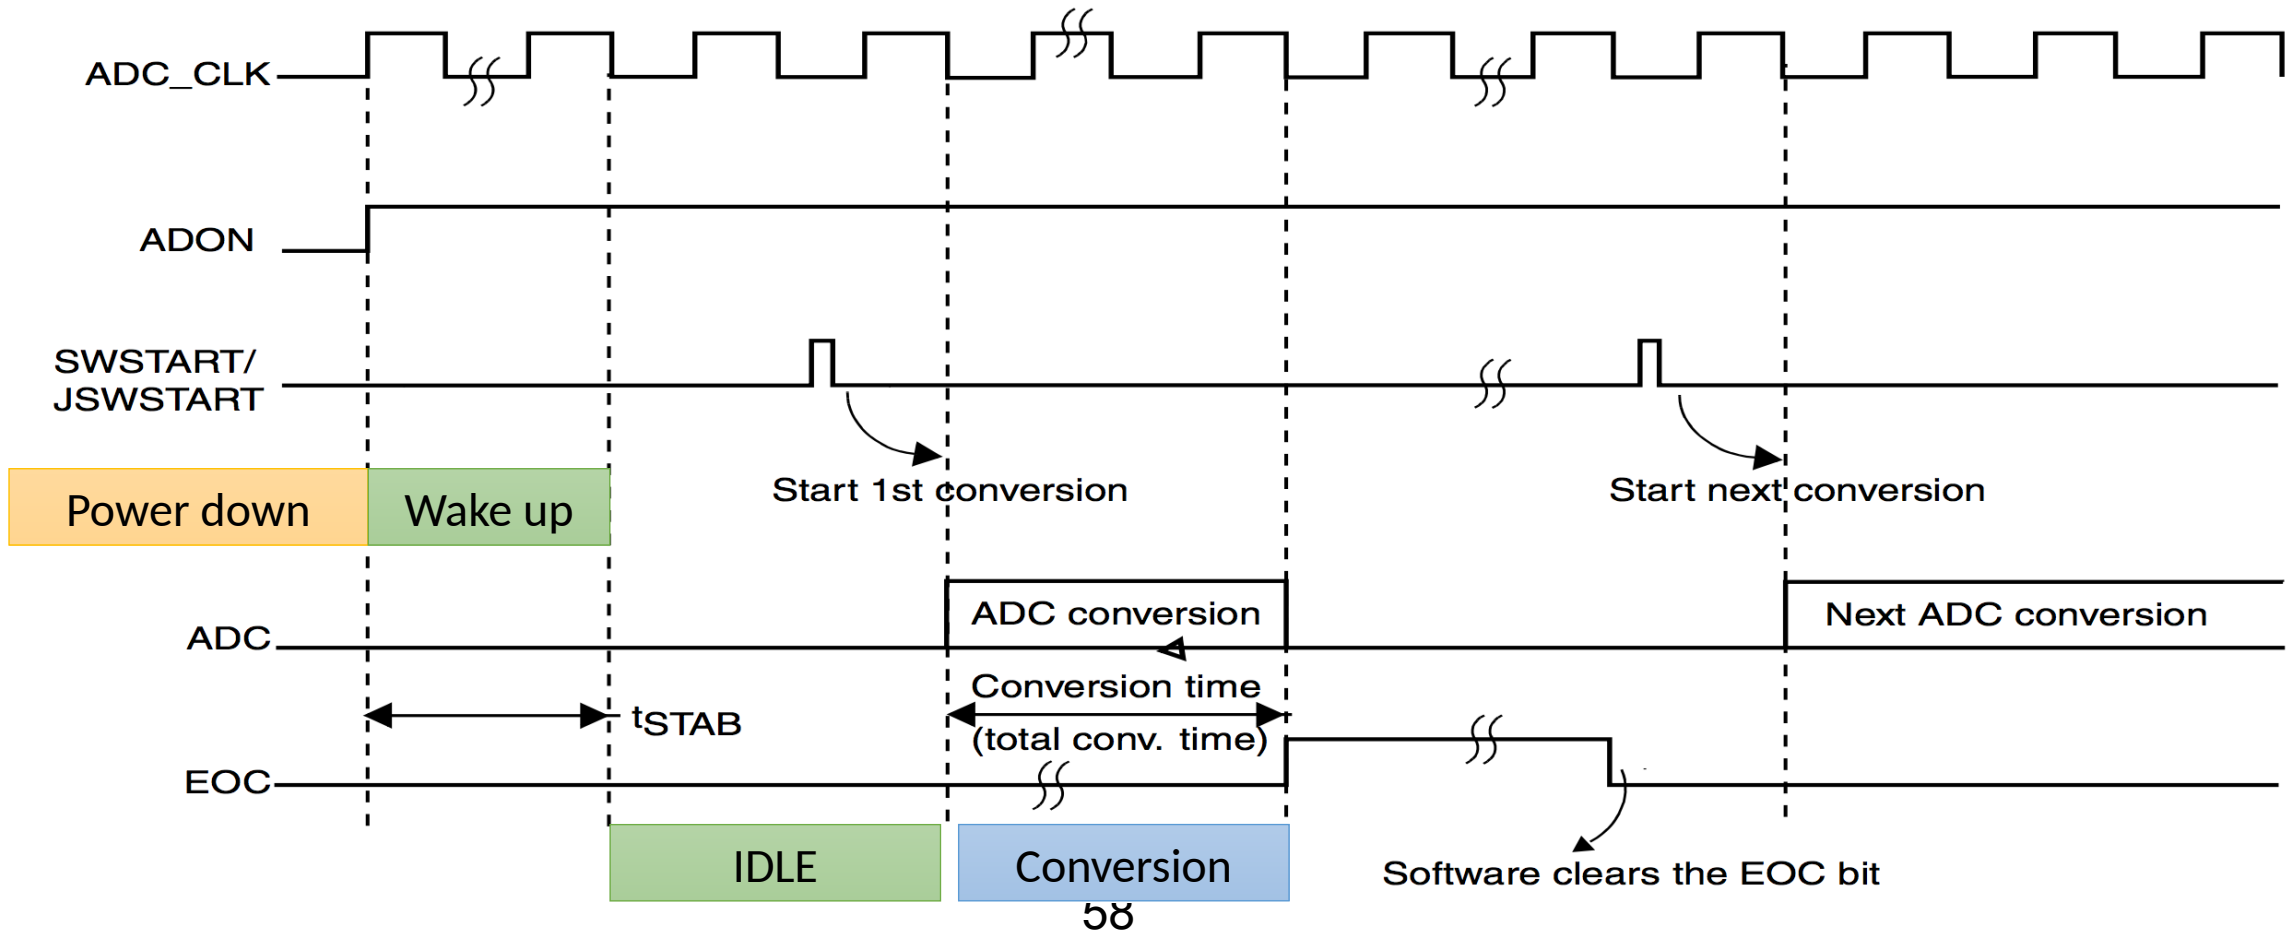 ADC_CLK
ADON
SWSTART/
JSWSTART
Start 1st conversion
Start next conversion
Power down
Wake up
ADC
ADC conversion
Next ADC conversion
Conversion time
tSTAB
(total conv. time)
EOC
IDLE
Conversion
Software clears the EOC bit
58